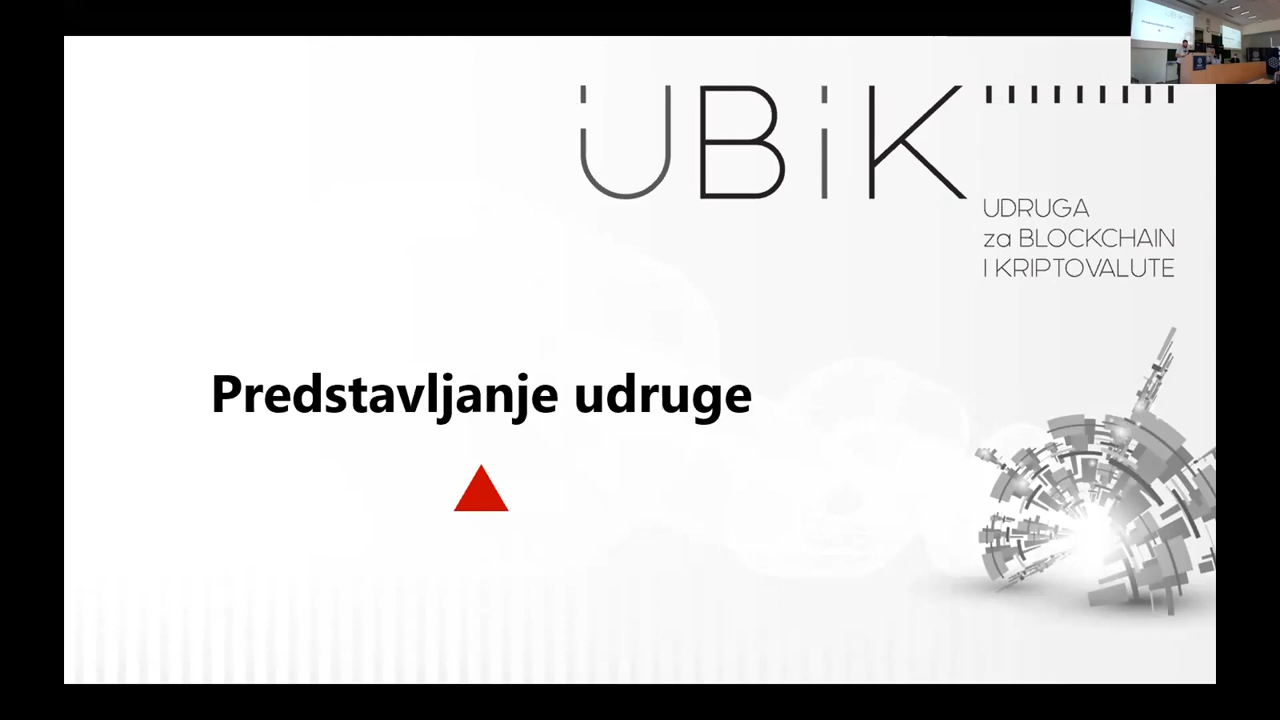 UBiK
UDRUGA
za BLOCKCHAIN
I KRIPTOVALUTE
Predstavljanje udruge